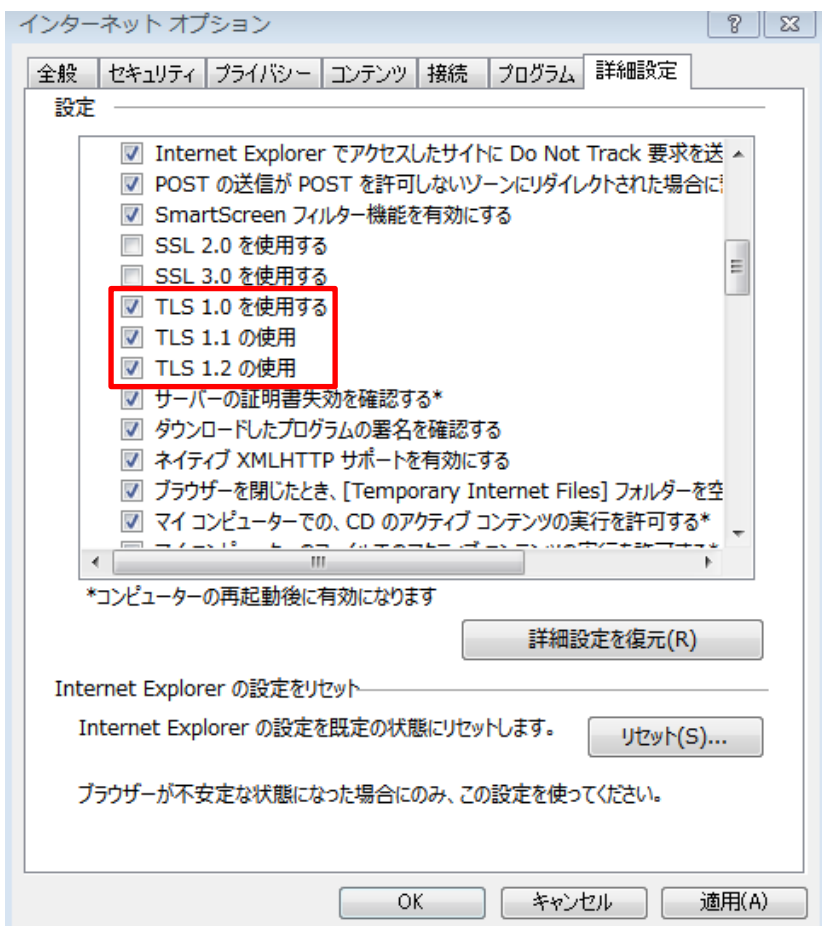 インターネット オプション
全般 セキュリティ プライバシー コンテンツ 接続 プログラム 詳細設定
設定
Internet Explorer でアクセスしたサイトに Do Not Track 要求を送
POST の送信が POST を許可しないゾーンにリダイレクトされた場合に
SmartScreen フィルター機能を有効にする
SSL 2.0 を使用する
SSL 3.0 を使用する
TLS 1.0 を使用する
TLS 1.1 の使用
TLS 1.2 の使用
サーバーの証明書失効を確認する*
ダウンロードしたプログラムの署名を確認する
ネイティブ XMLHTTP サポートを有効にする
ブラウザーを閉じたとき、[Temporary Internet Files] フォルダーを空
マイ コンピューターでの、CD のアクティブ コンテンツの実行を許可する*
*コンピューターの再起動後に有効になります
詳細設定を復元(R)
Internet Explorer の設定をリセット
Internet Explorer の設定を既定の状態にリセットします。
リセット(S)...
ブラウザーが不安定な状態になった場合にのみ、この設定を使ってください。
OK キャンセル 適用(A)